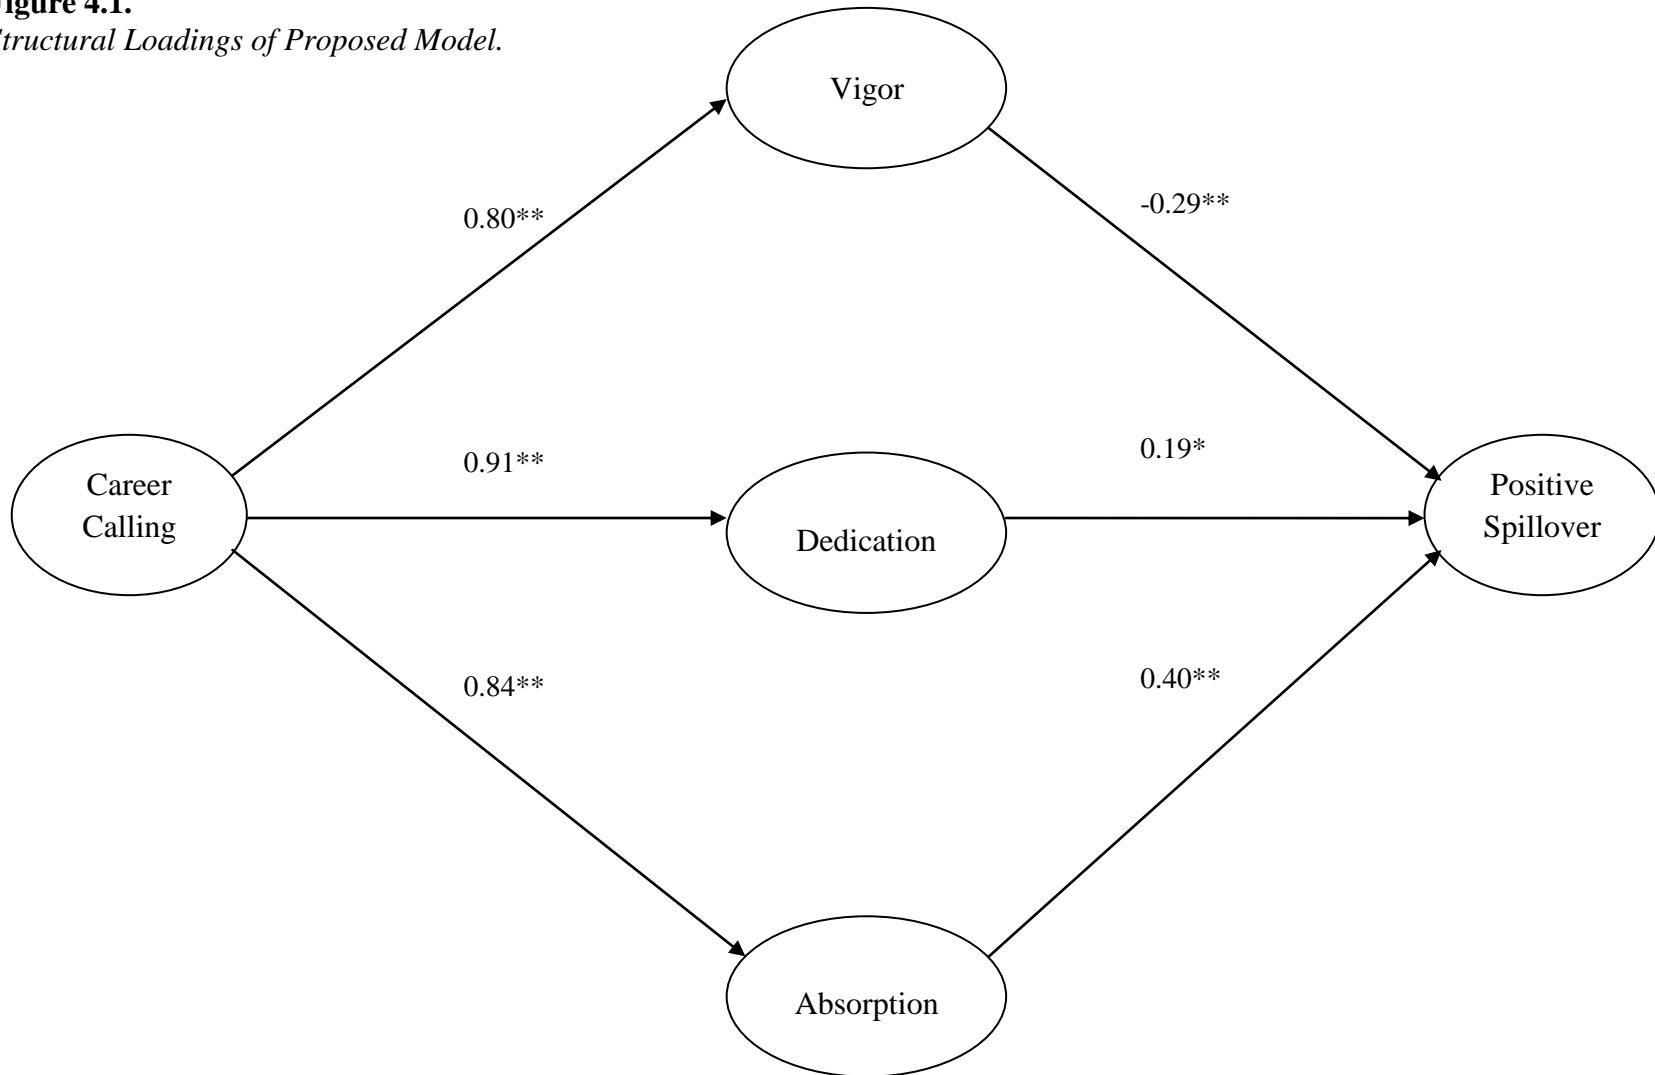 Figure 4.1.
Structural Loadings of Proposed Model.
Vigor
0.80**
-0.29**
Career
Calling
0.91**
Dedication
0.19*
Positive
Spillover
0.84**
0.40**
Absorption